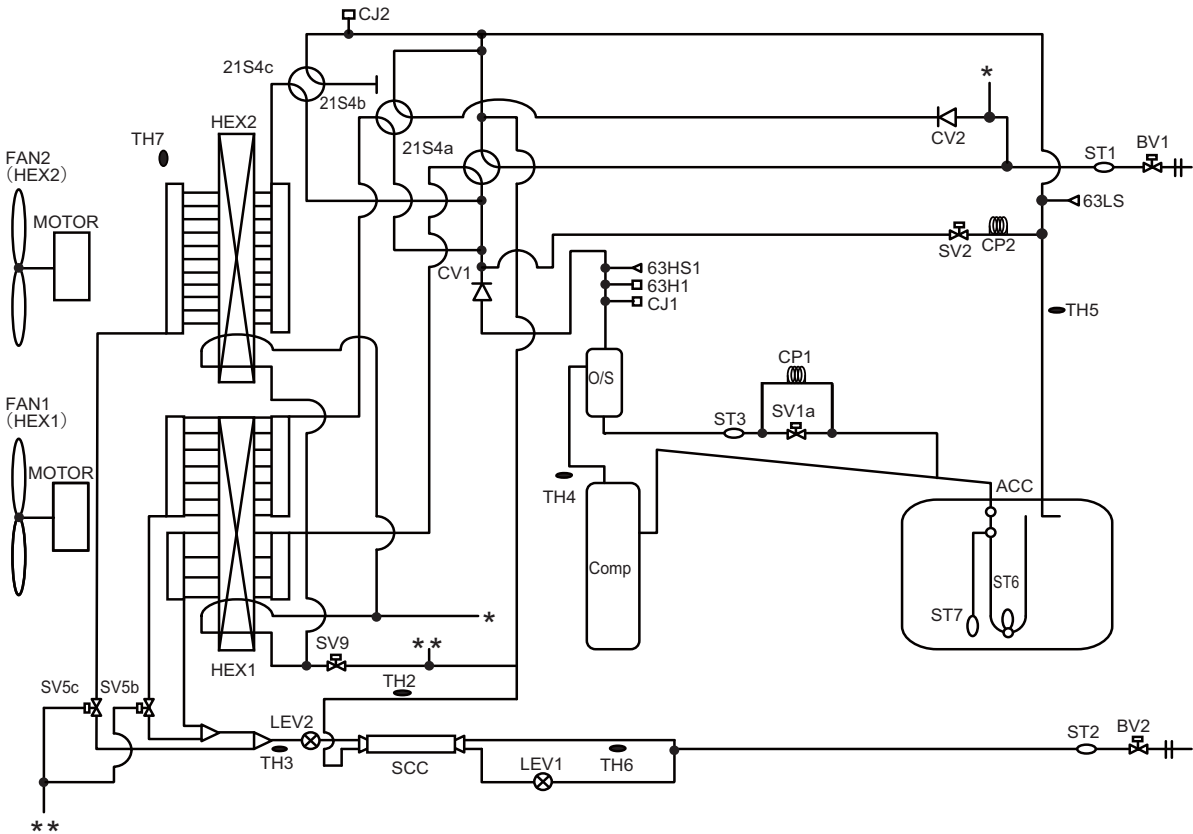 CJ2
21S4c
21S4b
*
HEX2
TH7
21S4a
CV2
ST1
BV1
FAN2
(HEX2)
63LS
MOTOR
SV2
CP2
CV1
63HS1
63H1
CJ1
TH5
O/S
CP1
FAN1
(HEX1)
ST3
SV1a
MOTOR
TH4
ACC
Comp
ST6
ST7
*
SV9
**
HEX1
TH2
SV5c
SV5b
LEV2
ST2
BV2
TH3
SCC
LEV1
TH6
**